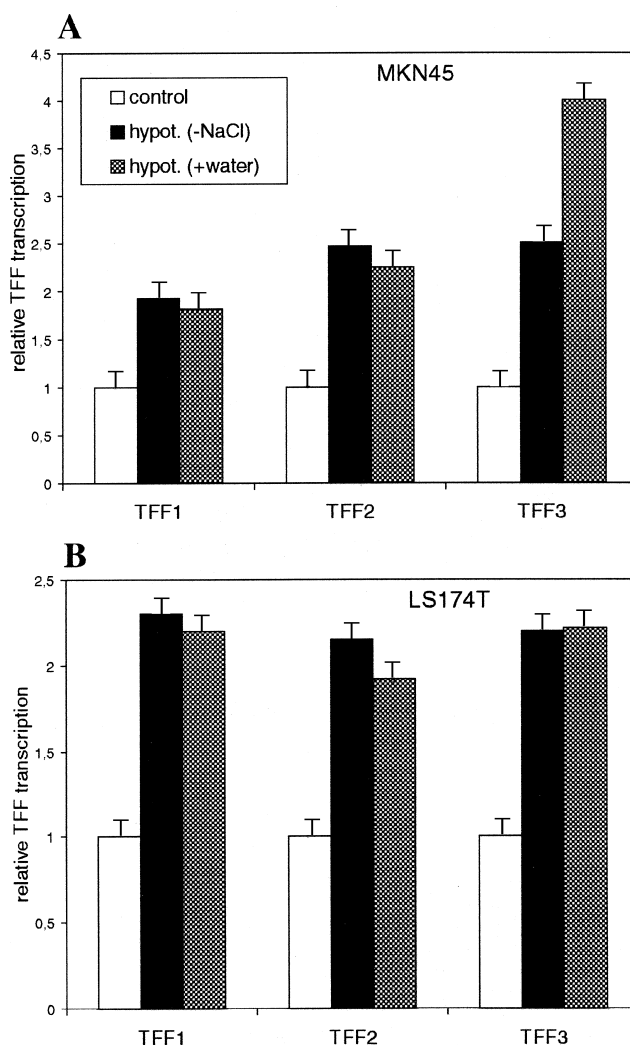 A
MKN45
control
hypot. (-NaCl)
hypot. (+water)
relative TFF transcription
4.5
4
3,5
3
2.5
2
1.5
1
0.5
0
TFF1 TFF2 TFF3
B
LS174T
relative TFF transcription
2.5
2
1.5
1
0.5
0
TFF1 TFF2 TFF3